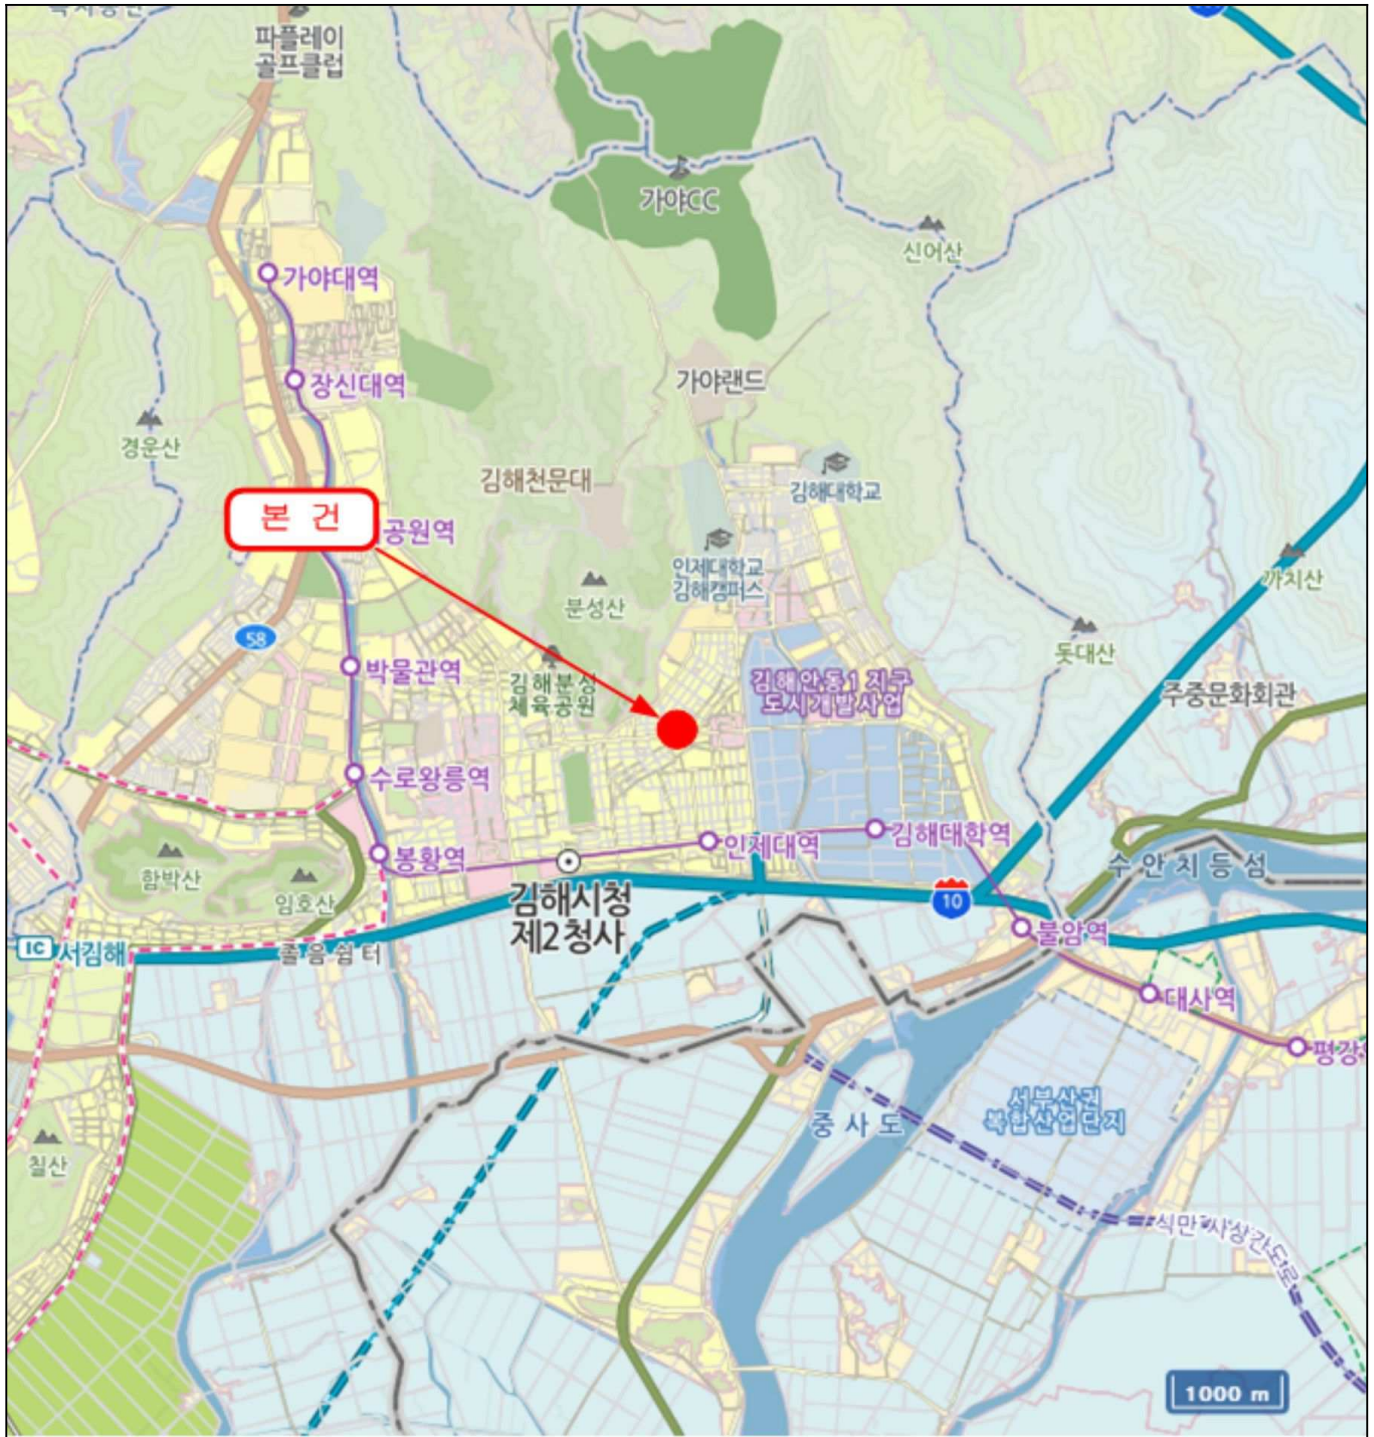 파플레이
골프클럽
가야CC
신어산
가야대역
장신대역
가야랜드
경운산
김해천문대
김해대학교
본 건
공원역
인제대학교
김해캠퍼스
까치산
분성산
58
돗대산
박물관역
김해분성
체육공원
김해안동1 지구
도시개발사업
주중문화회관
수로왕릉역
인제대역
김해대학역
봉황역
수안치등섬
함박산
임호산
김해시청
제2청사
10
불암역
IC 서김해
졸음쉼터
대사역
평강
서부산권
복합산업단지
중사도
칠산
식만~사상간도로
1000 m